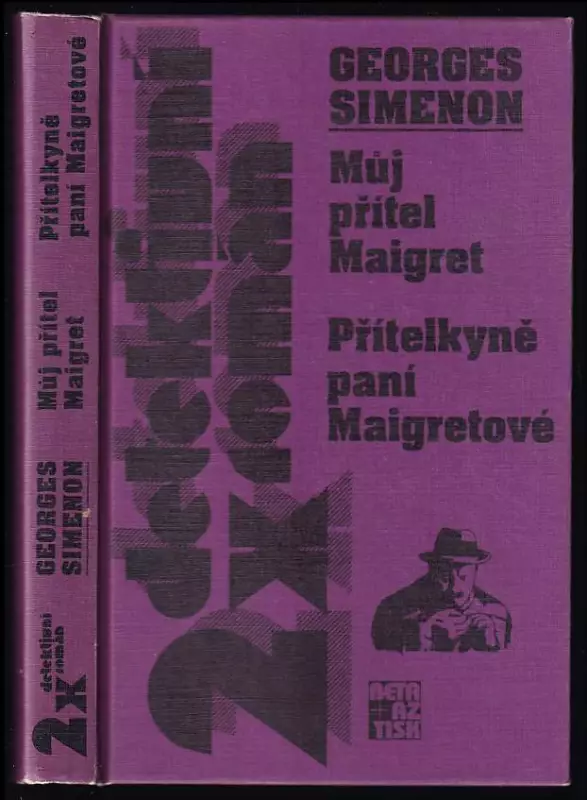 GEORGES
SIMENON
Můj
přítel
Maigret
Přítelkyně
paní
Maigretové
2x detektivní
román
BETA
AZ
TISK
2x
detektivní
román
GEORGES
SIMENON
Můj přítel
Maigret
Přítelkyně
paní Maigretové